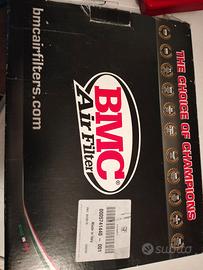 bmcairfilters.com
BMC
Air Filter
THE CHOICE OF CHAMPIONS
Made in Italy
subito